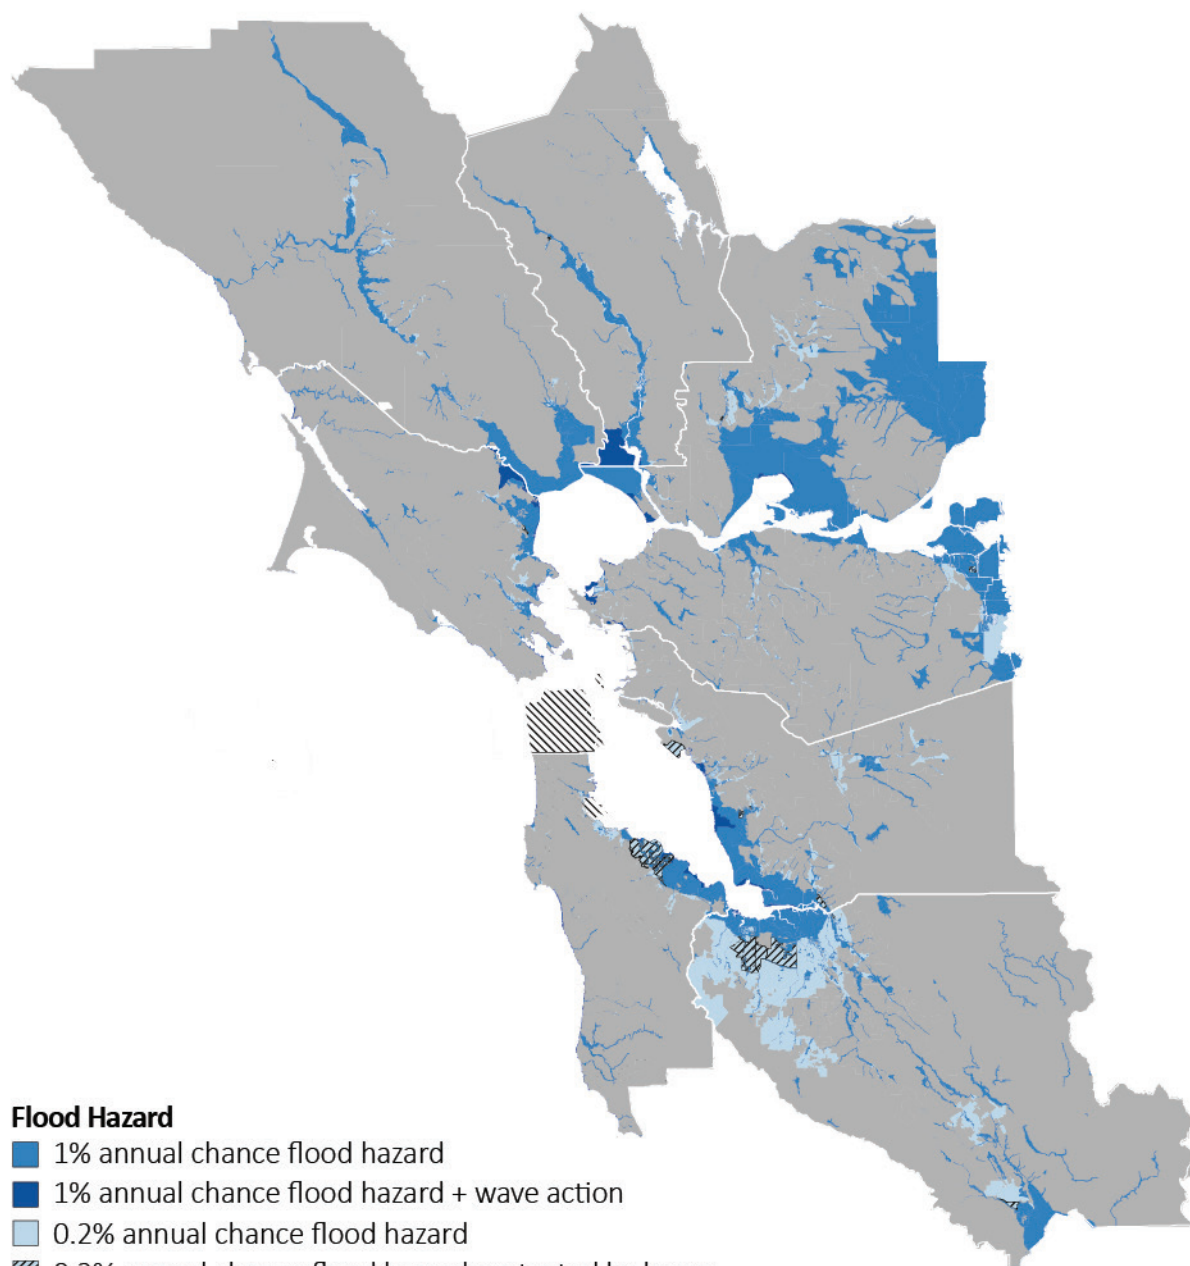 Flood Hazard
1% annual chance flood hazard
1% annual chance flood hazard + wave action
0.2% annual chance flood hazard